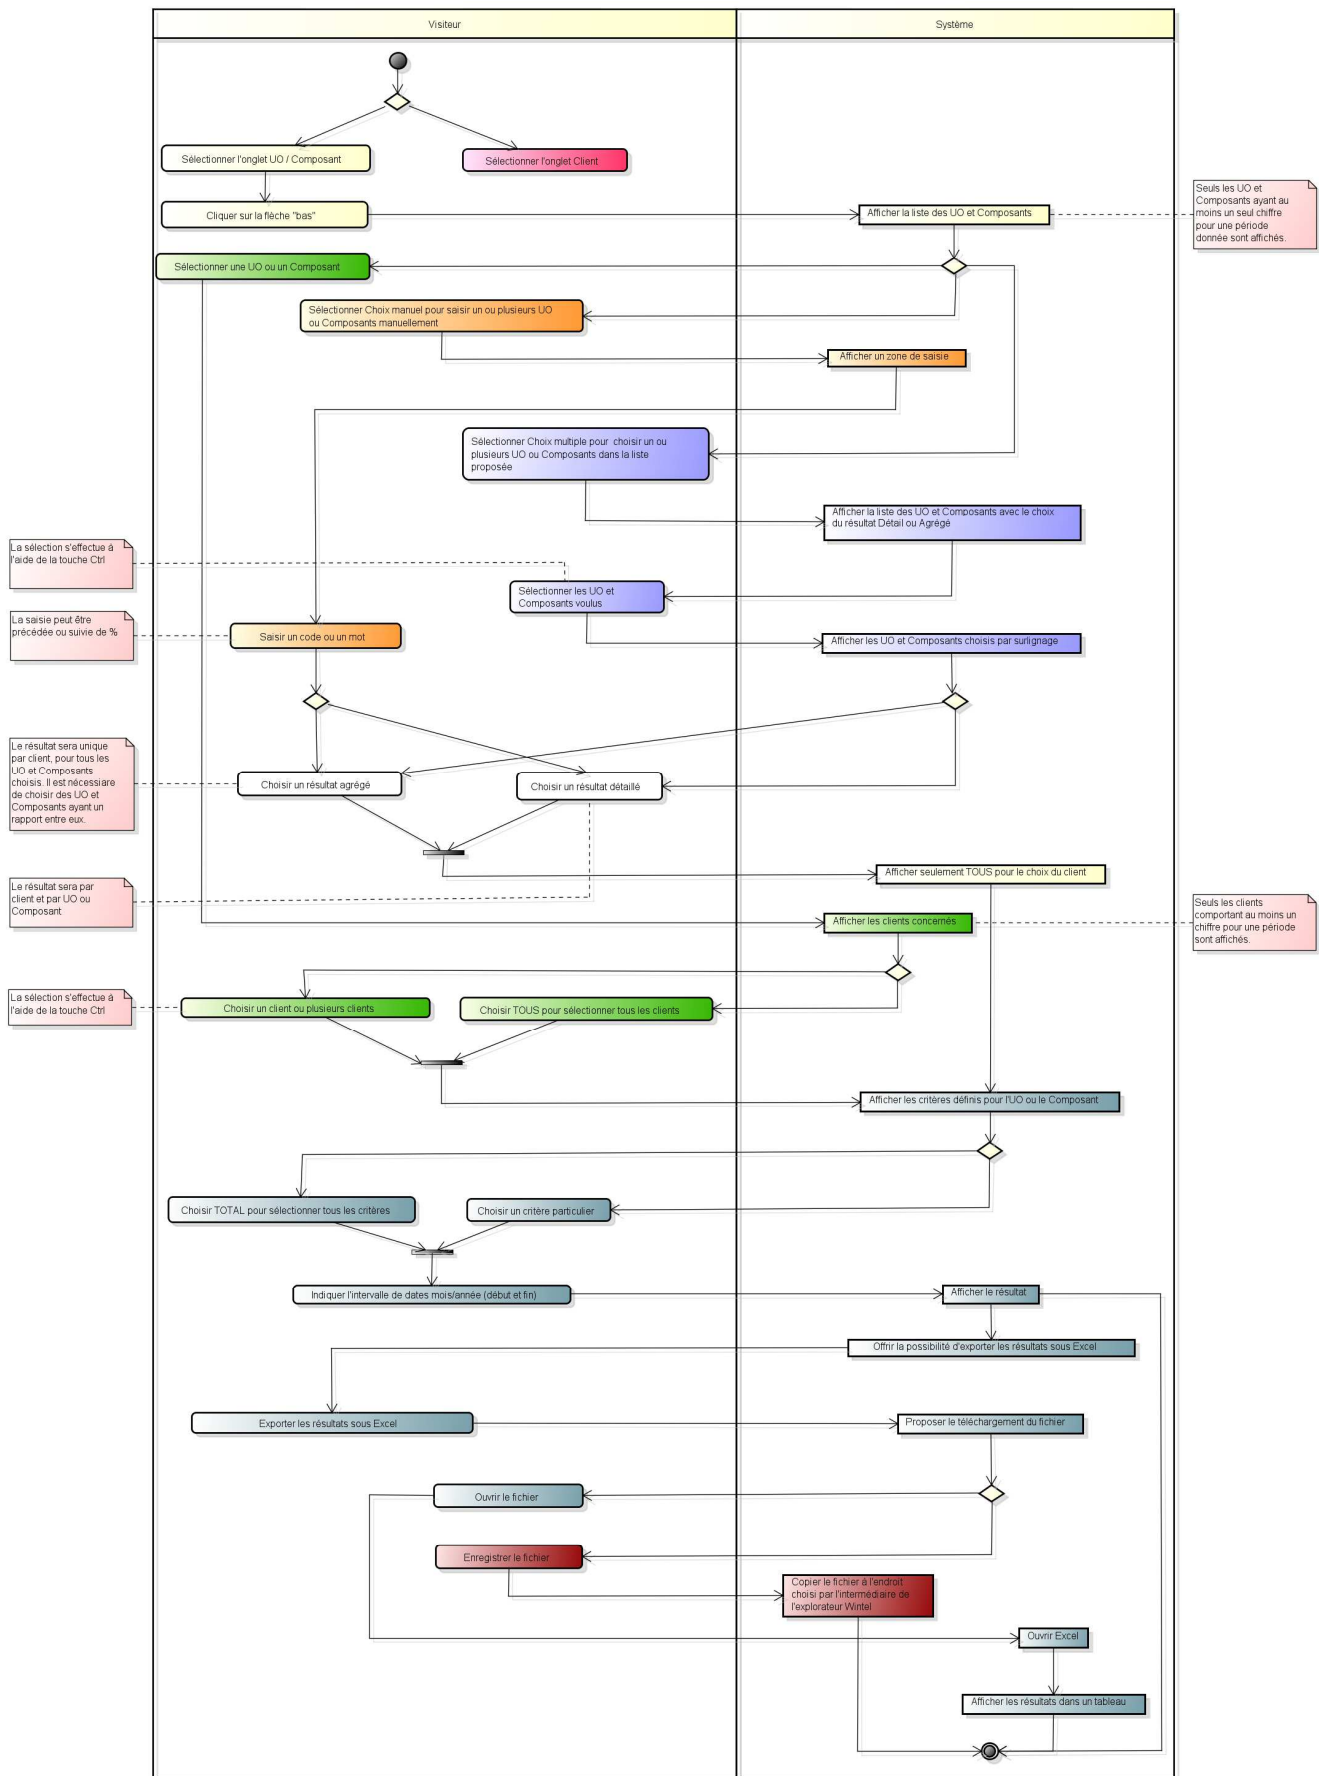 Visiteur
Système
Sélectionner l'onglet UO / Composant
Sélectionner l'onglet Client
Cliquer sur la flèche "bas"
Afficher la liste des UO et Composants
Seuls les UO et
Composants ayant au
moins un seul chiffre
pour une période
donnée sont affichés.
Sélectionner une UO ou un Composant
Sélectionner Choix manuel pour saisir un ou plusieurs UO
ou Composants manuellement
Afficher un zone de saisie
Sélectionner Choix multiple pour choisir un ou
plusieurs UO ou Composants dans la liste
proposée
Afficher la liste des UO et Composants avec le choix
du résultat Détail ou Agrégé
La sélection s'effectue à
l'aide de la touche Ctrl
Sélectionner les UO et
Composants voulus
La saisie peut être
précédée ou suivie de %
Saisir un code ou un mot
Afficher les UO et Composants choisis par surlignage
Le résultat sera unique
par client, pour tous les
UO et Composants
choisis. Il est nécessiare
de choisir des UO et
Composants ayant un
rapport entre eux.
Choisir un résultat agrégé
Choisir un résultat détaillé
Afficher seulement TOUS pour le choix du client
Le résultat sera par
client et par UO ou
Composant
Afficher les clients concernés
Seuls les clients
comportant au moins un
chiffre pour une période
sont affichés.
La sélection s'effectue à
l'aide de la touche Ctrl
Choisir un client ou plusieurs clients
Choisir TOUS pour sélectionner tous les clients
Afficher les critères définis pour l'UO ou le Composant
Choisir TOTAL pour sélectionner tous les critères
Choisir un critère particulier
Indiquer l'intervalle de dates mois/année (début et fin)
Afficher le résultat
Offrir la possibilité d'exporter les résultats sous Excel
Exporter les résultats sous Excel
Proposer le téléchargement du fichier
Ouvrir le fichier
Enregistrer le fichier
Copier le fichier à l'endroit
choisi par l'intermédiaire de
l'explorateur Wintel
Ouvrir Excel
Afficher les résultats dans un tableau